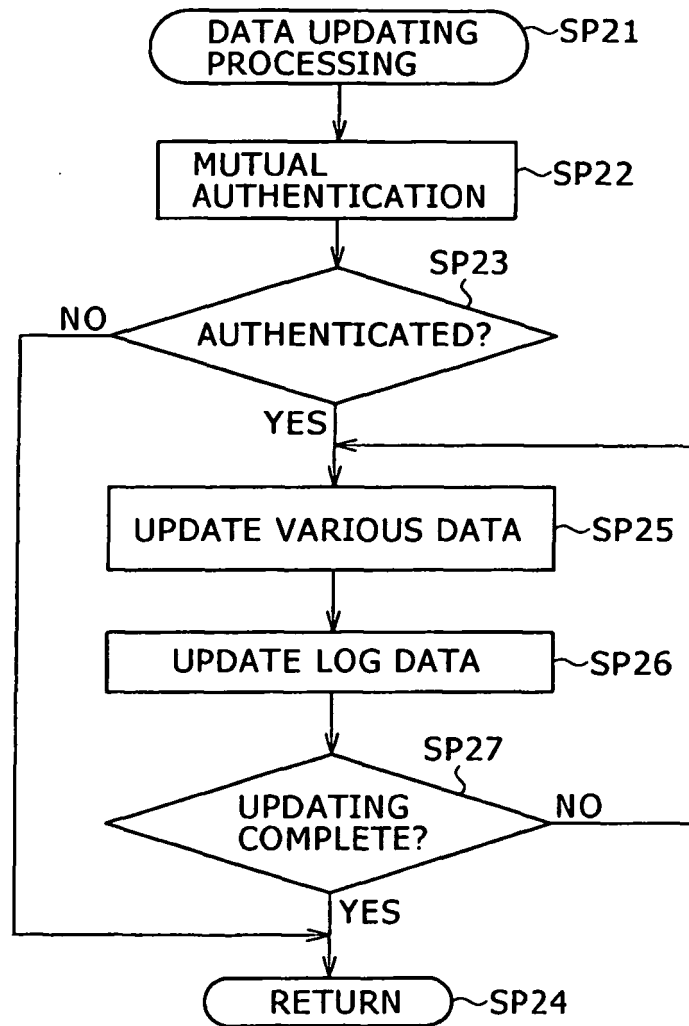 DATA UPDATING
PROCESSING
SP21
MUTUAL
AUTHENTICATION
SP22
SP23
NO
AUTHENTICATED?
YES
UPDATE VARIOUS DATA
SP25
UPDATE LOG DATA
SP26
SP27
UPDATING
COMPLETE?
NO
YES
RETURN
SP24